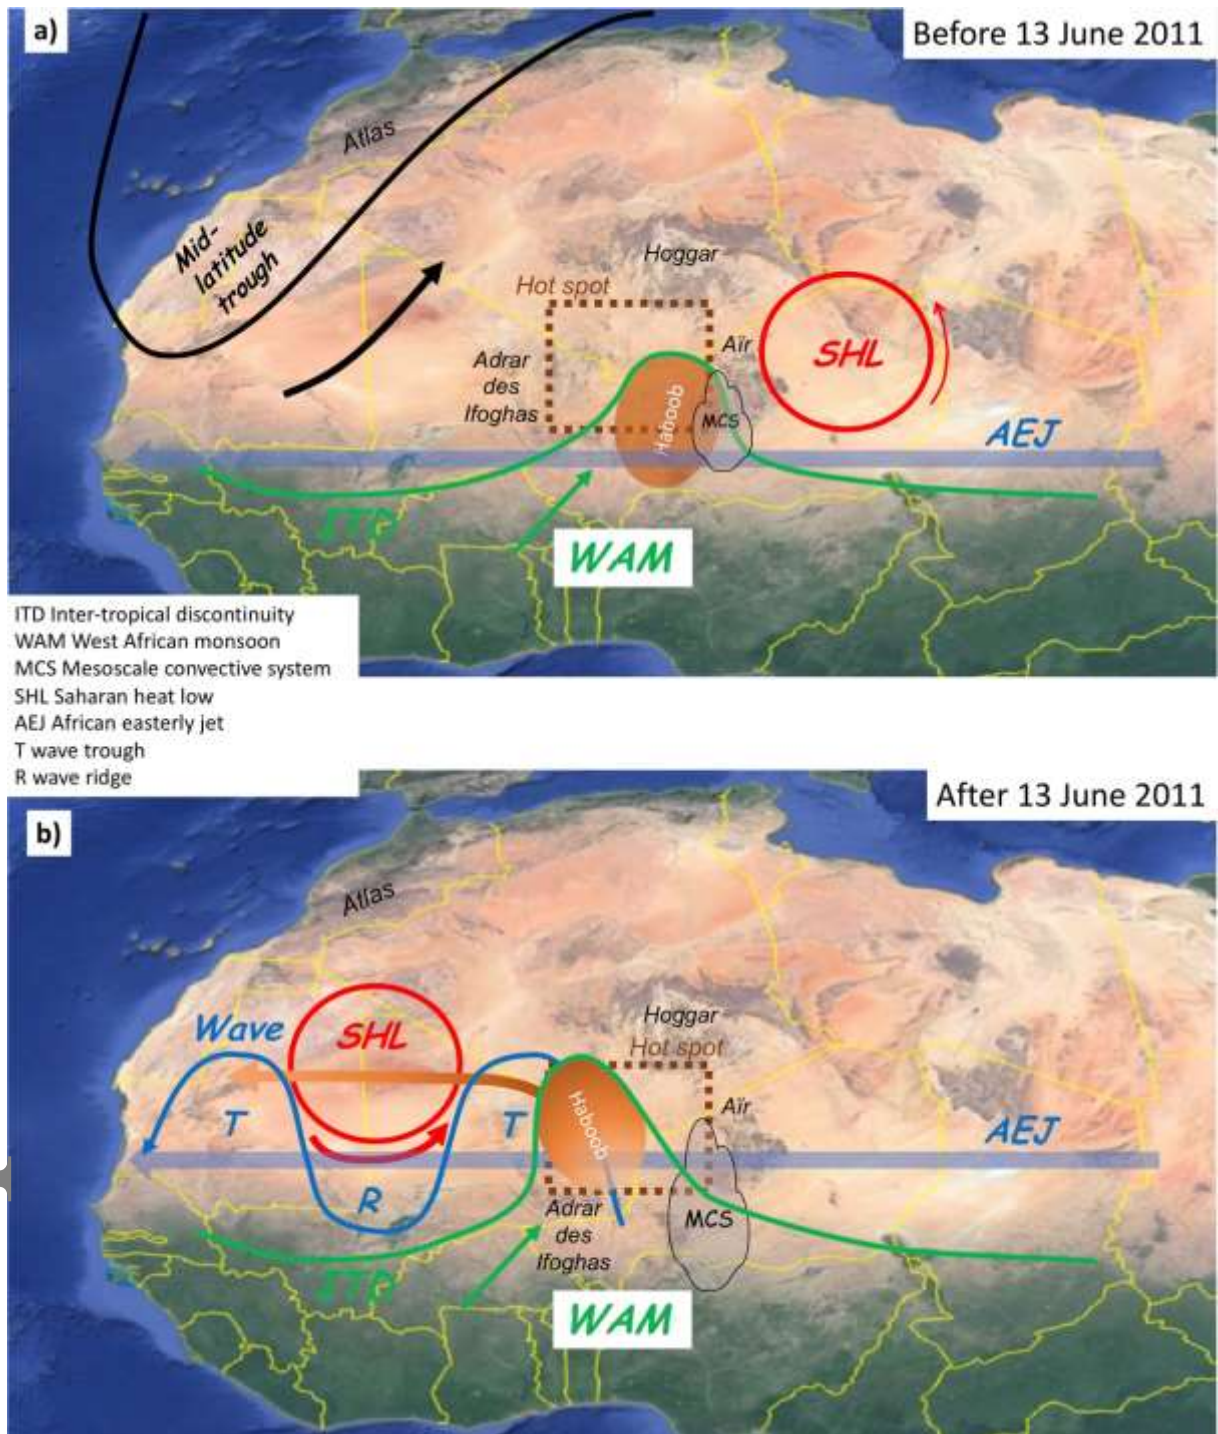 a)
Before 13 June 2011
Atlas
Mid-
latitude
trough
Hoggar
Hot spot
Aïr
SHL
Adrar
des
Ifoghas
Haboob
MCS
AEJ
ITD
WAM
ITD Inter-tropical discontinuity
WAM West African monsoon
MCS Mesoscale convective system
SHL Saharan heat low
AEJ African easterly jet
T wave trough
R wave ridge
After 13 June 2011
b)
Atlas
Wave
SHL
Hoggar
Hot spot
T
T
Haboob
Aïr
AEJ
R
Adrar
des
Ifoghas
MCS
ITD
WAM